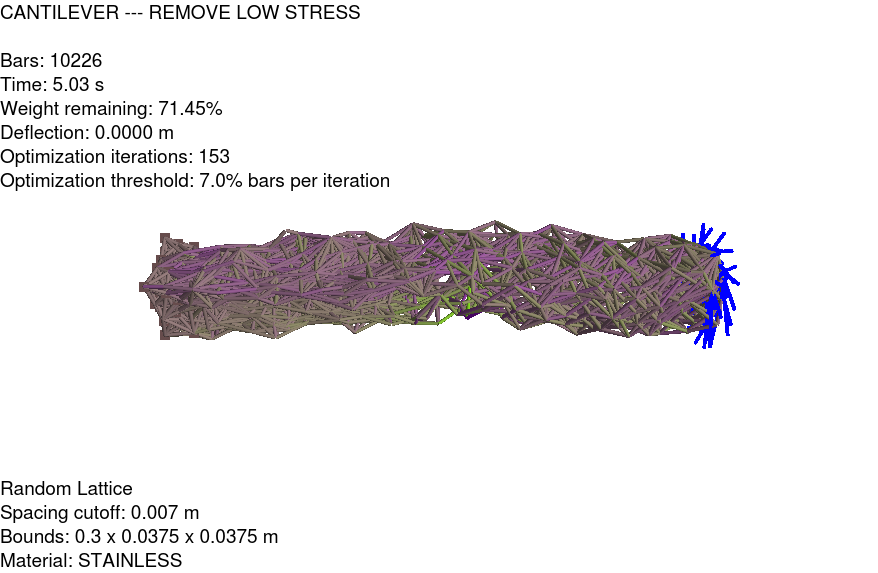 CANTILEVER --- REMOVE LOW STRESS
Bars: 10226
Time: 5.03 s
Weight remaining: 71.45%
Deflection: 0.0000 m
Optimization iterations: 153
Optimization threshold: 7.0% bars per iteration
Random Lattice
Spacing cutoff: 0.007 m
Bounds: 0.3 x 0.0375 x 0.0375 m
Material: STAINLESS